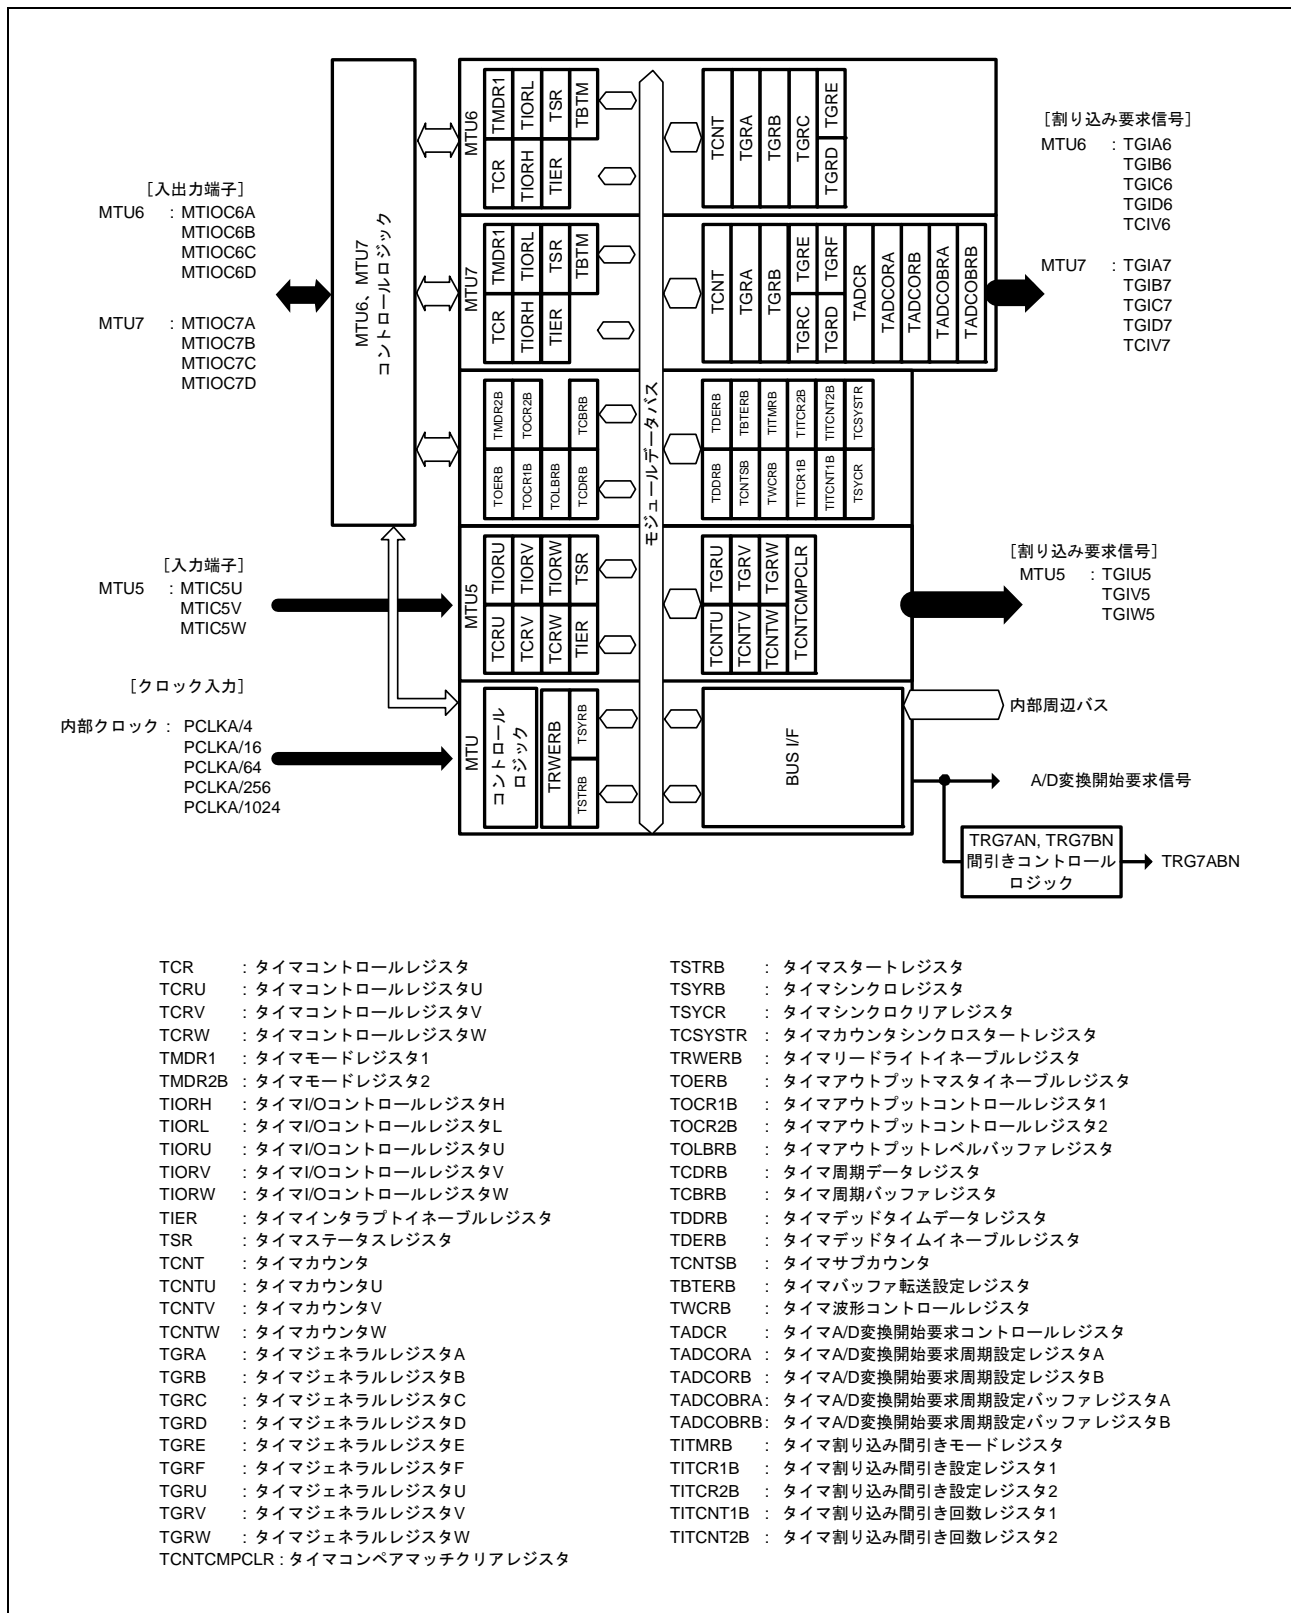 [入出力端子]
MTU6 : MTIOC6A
MTIOC6B
MTIOC6C
MTIOC6D
MTU7 : MTIOC7A
MTIOC7B
MTIOC7C
MTIOC7D
[入力端子]
MTU5 : MTIC5U
MTIC5V
MTIC5W
[クロック入力]
内部クロック : PCLKA/4
PCLKA/16
PCLKA/64
PCLKA/256
PCLKA/1024
MTU6、MTU7
コントロールロジック
MTU6
TMDR1
TIORL
TSR
TBTM
TCR
TIORH
TIER
TCNT
TGRA
TGRB
TGRC
TGRE
TGRD
MTU7
TMDR1
TIORL
TSR
TBTM
TCR
TIORH
TIER
TCNT
TGRA
TGRB
TGRE
TGRF
TGRC
TGRD
TADCR
TADCORA
TADCORB
TADCOBRA
TADCOBRB
TMDR2B
TOCR2B
TCBRB
TOERB
TOCR1B
TOLBRB
TCDRB
モジュールデータバス
TDERB
TBTERB
TITMRB
TITCR2B
TITCNT2B
TCSYSTR
TDDRB
TCNTSB
TWCRB
TITCR1B
TITCNT1B
TSYCR
MTU5
TIORU
TIORV
TIORW
TSR
TCRU
TCRV
TCRW
TIER
TGRU
TGRV
TGRW
TCNTU
TCNTV
TCNTW
TCNTCMPCLR
MTU
コントロール
ロジック
TRWERB
TSYRB
TSTRB
BUS I/F
[割り込み要求信号]
MTU6 : TGIA6
TGIB6
TGIC6
TGID6
TCIV6
MTU7 : TGIA7
TGIB7
TGIC7
TGID7
TCIV7
[割り込み要求信号]
MTU5 : TGIU5
TGIV5
TGIW5
内部周辺バス
A/D変換開始要求信号
TRG7AN, TRG7BN
間引きコントロール
ロジック
TRG7ABN
TCR : タイマコントロールレジスタ
TCRU : タイマコントロールレジスタU
TCRV : タイマコントロールレジスタV
TCRW : タイマコントロールレジスタW
TMDR1 : タイマモードレジスタ1
TMDR2B : タイマモードレジスタ2
TIORH : タイマI/OコントロールレジスタH
TIORL : タイマI/OコントロールレジスタL
TIORU : タイマI/OコントロールレジスタU
TIORV : タイマI/OコントロールレジスタV
TIORW : タイマI/OコントロールレジスタW
TIER : タイマインタラプトイネーブルレジスタ
TSR : タイマステータスレジスタ
TCNT : タイマカウンタ
TCNTU : タイマカウンタU
TCNTV : タイマカウンタV
TCNTW : タイマカウンタW
TGRA : タイマジェネラルレジスタA
TGRB : タイマジェネラルレジスタB
TGRC : タイマジェネラルレジスタC
TGRD : タイマジェネラルレジスタD
TGRE : タイマジェネラルレジスタE
TGRF : タイマジェネラルレジスタF
TGRU : タイマジェネラルレジスタU
TGRV : タイマジェネラルレジスタV
TGRW : タイマジェネラルレジスタW
TCNTCMPCLR : タイマコンペアマッチクリアレジスタ
TSTRB : タイマスタートレジスタ
TSYRB : タイマシンクロレジスタ
TSYCR : タイマシンクロクリアレジスタ
TCSYSTR : タイマカウンタシンクロスタートレジスタ
TRWERB : タイマリードライトイネーブルレジスタ
TOERB : タイマアウトプットマスタイネーブルレジスタ
TOCR1B : タイマアウトプットコントロールレジスタ1
TOCR2B : タイマアウトプットコントロールレジスタ2
TOLBRB : タイマアウトプットレベルバッファレジスタ
TCDRB : タイマ周期データレジスタ
TCBRB : タイマ周期バッファレジスタ
TDDRB : タイマデッドタイムデータレジスタ
TDERB : タイマデッドタイムイネーブルレジスタ
TCNTSB : タイマサブカウンタ
TBTERB : タイマバッファ転送設定レジスタ
TWCRB : タイマ波形コントロールレジスタ
TADCR : タイマA/D変換開始要求コントロールレジスタ
TADCORA : タイマA/D変換開始要求周期設定レジスタA
TADCORB : タイマA/D変換開始要求周期設定レジスタB
TADCOBRA : タイマA/D変換開始要求周期設定バッファレジスタA
TADCOBRB : タイマA/D変換開始要求周期設定バッファレジスタB
TITMRB : タイマ割り込み間引きモードレジスタ
TITCR1B : タイマ割り込み間引き設定レジスタ1
TITCR2B : タイマ割り込み間引き設定レジスタ2
TITCNT1B : タイマ割り込み間引き回数レジスタ1
TITCNT2B : タイマ割り込み間引き回数レジスタ2